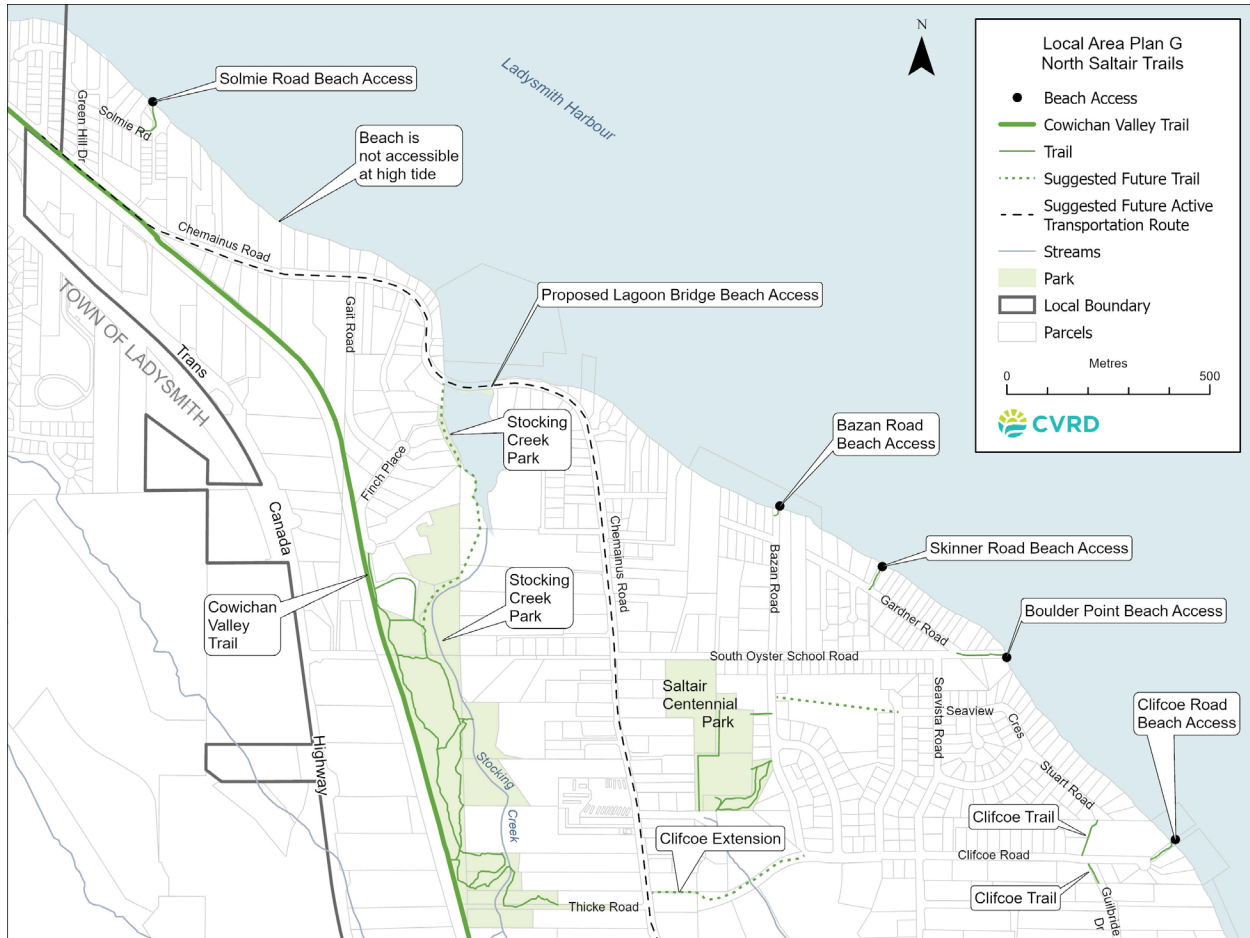 Solmie Road Beach Access
Ladysmith Harbour
N
Local Area Plan G
North Saltair Trails
Beach Access
Cowichan Valley Trail
Trail
Suggested Future Trail
Suggested Future Active
Transportation Route
Streams
Park
Local Boundary
Parcels
Metres
0
500
CVRD
Green Hill Dr
Solmie Rd
Beach is
not accessible
at high tide
Chemainus Road
TOWN OF LADYSMITH
Trans
Canada
Highway
Gait Road
Proposed Lagoon Bridge Beach Access
Stocking
Creek
Park
Finch Place
Bazan Road
Beach Access
Chemainus Road
Bazan Road
Skinner Road Beach Access
Stocking
Creek
Park
Cowichan
Valley
Trail
Gardner Road
Boulder Point Beach Access
South Oyster School Road
Saltair
Centennial
Park
Seavista Road
Seaview
Cres
Clifcoe Road
Beach Access
Stocking
Creek
Stuart Road
Clifcoe Trail
Clifcoe Extension
Clifcoe Road
Clifcoe Trail
Guilbride
Dr
Thicke Road